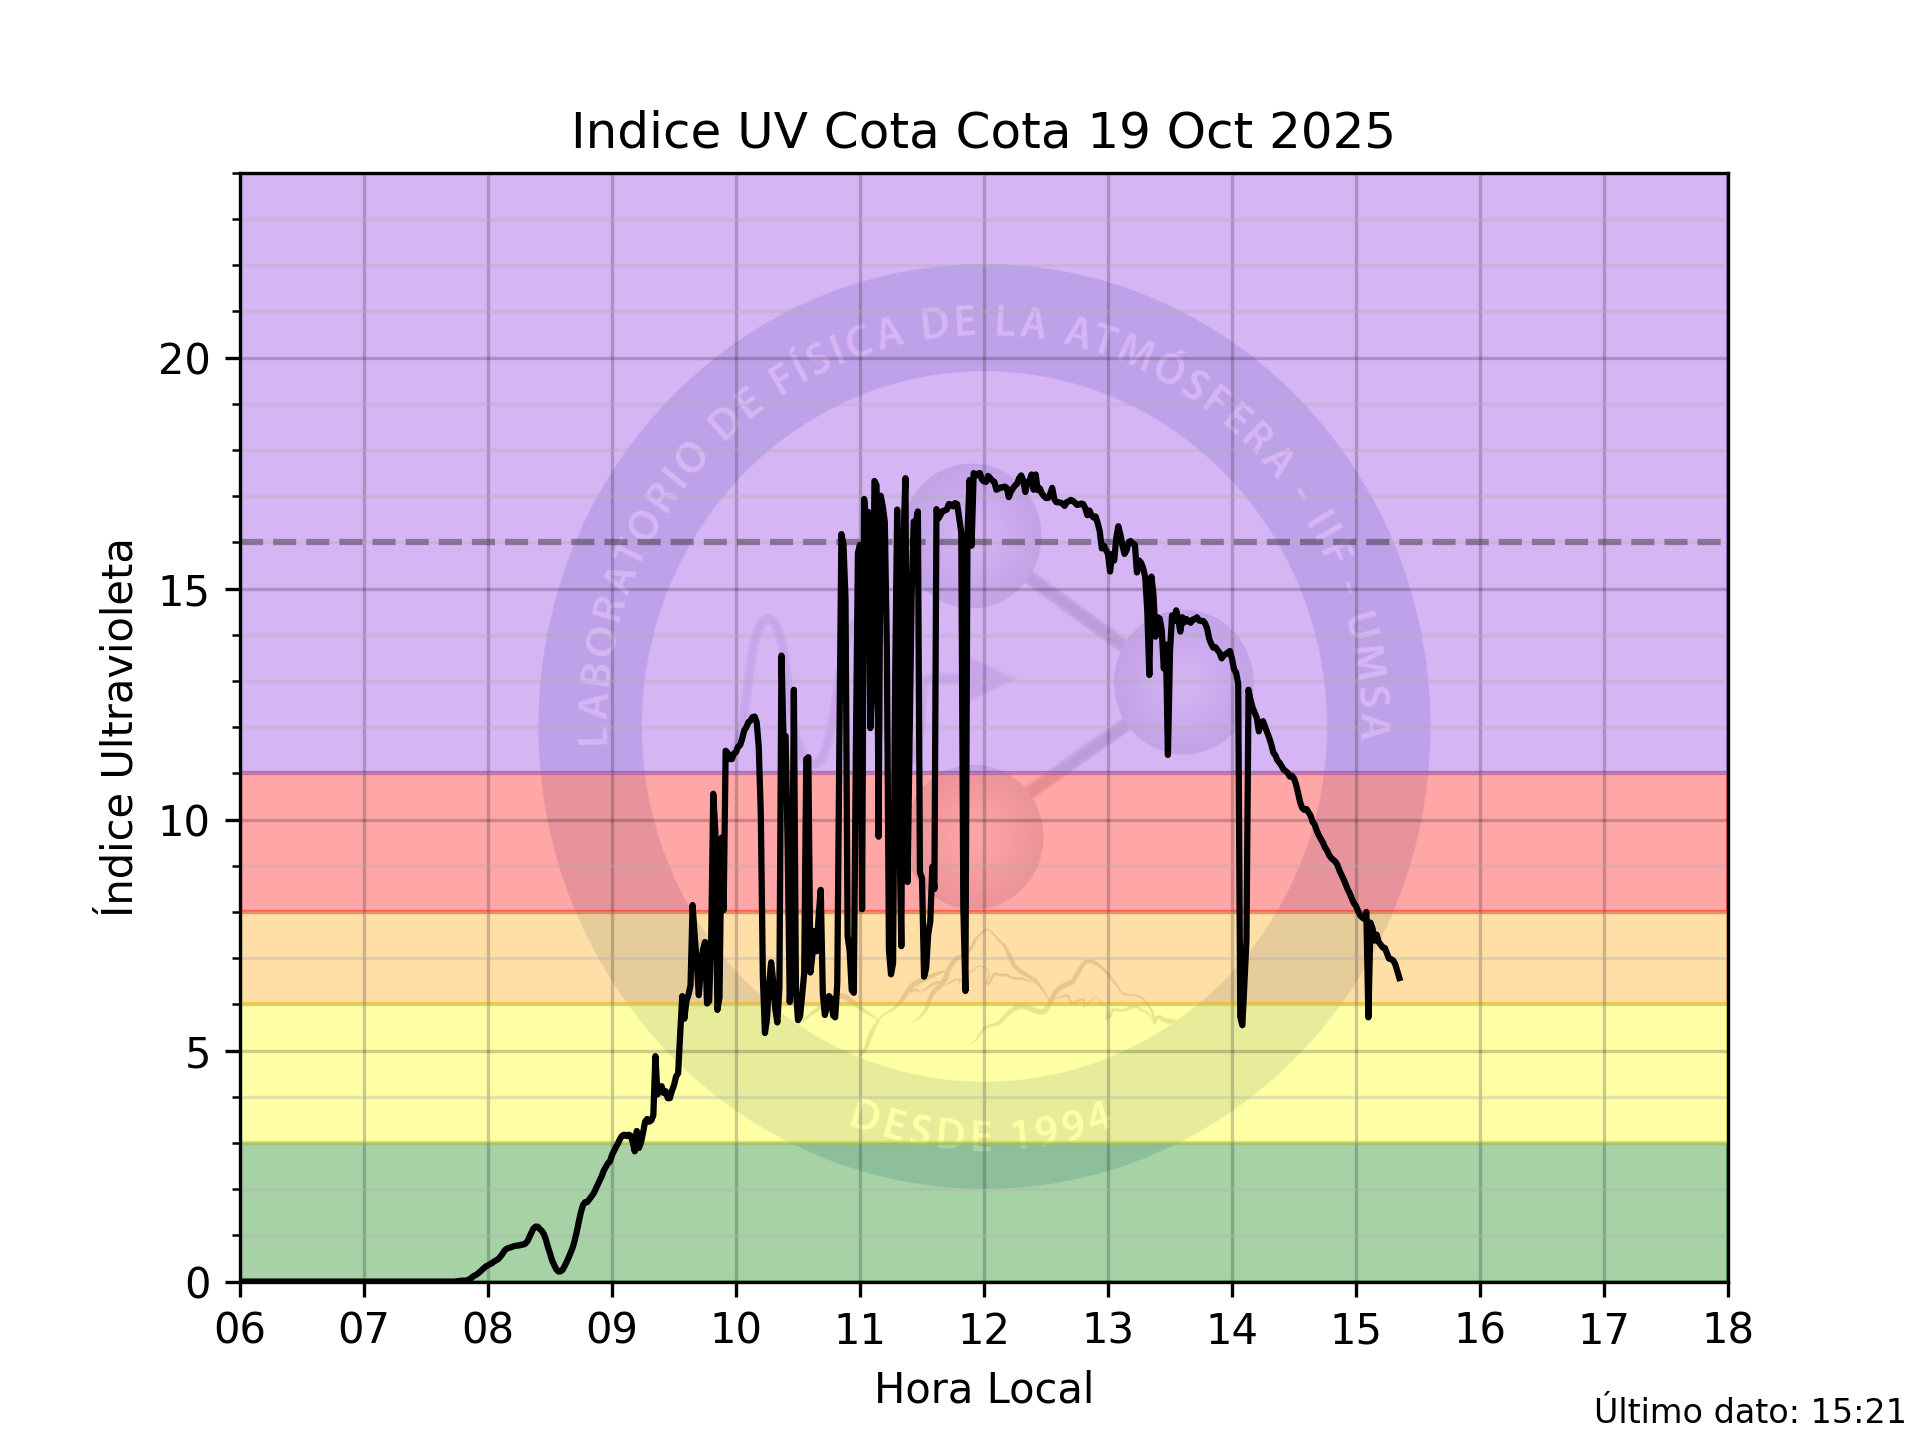 Indice UV Cota Cota 19 Oct 2025
Índice Ultravioleta
20
15
10
5
0
LABORATORIO DE FÍSICA DE LA ATMÓSFERA - IIF - UMSA
DESDE 1994
06 07 08 09 10 11 12 13 14 15 16 17 18
Hora Local
Último dato: 15:21